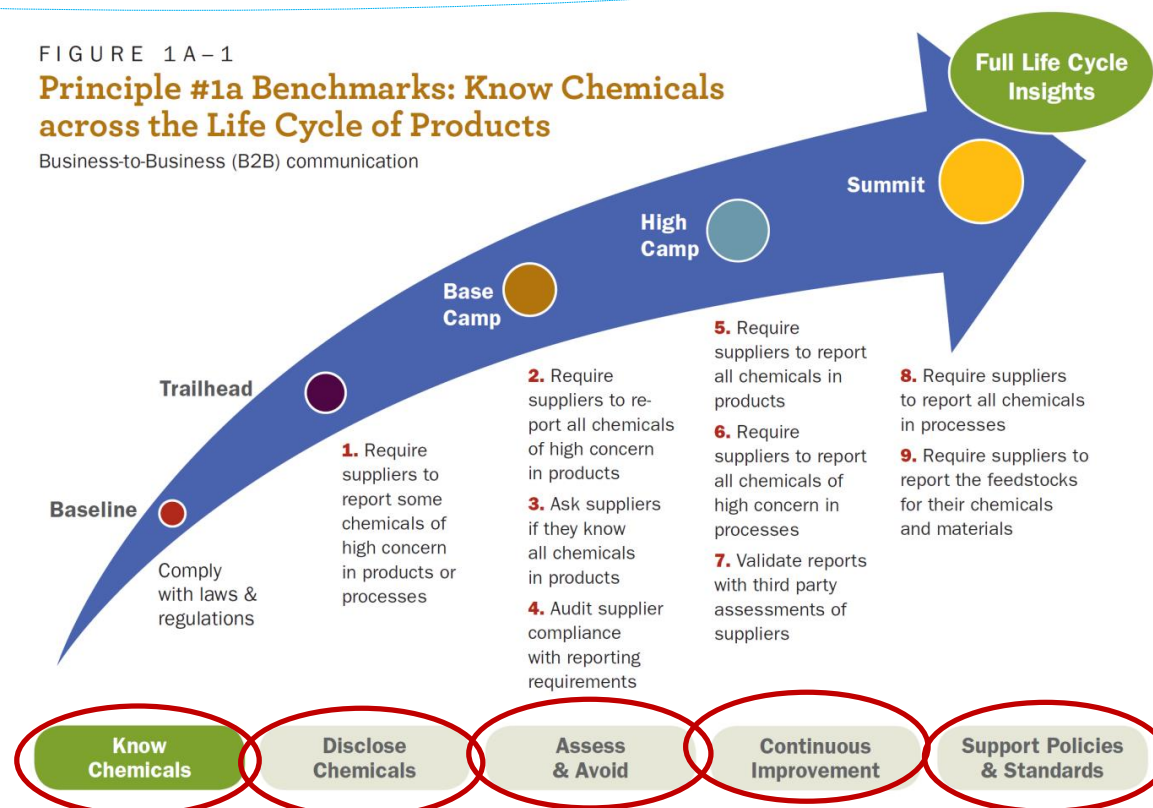 FIGURE 1A–1
Principle #1a Benchmarks: Know Chemicals
across the Life Cycle of Products
Business-to-Business (B2B) communication
Full Life Cycle
Insights
Summit
High
Camp
Base
Camp
Trailhead
Baseline
Comply
with laws &
regulations
1. Require
suppliers to
report some
chemicals of
high concern
in products or
processes
2. Require
suppliers to re-
port all chemicals
of high concern
in products
3. Ask suppliers
if they know
all chemicals
in products
4. Audit supplier
compliance
with reporting
requirements
5. Require
suppliers to report
all chemicals in
products
6. Require
suppliers to report
all chemicals of
high concern in
processes
7. Validate reports
with third party
assessments of
suppliers
8. Require suppliers
to report all chemicals
in processes
9. Require suppliers to
report the feedstocks
for their chemicals
and materials
Know
Chemicals
Disclose
Chemicals
Assess
& Avoid
Continuous
Improvement
Support Policies
& Standards